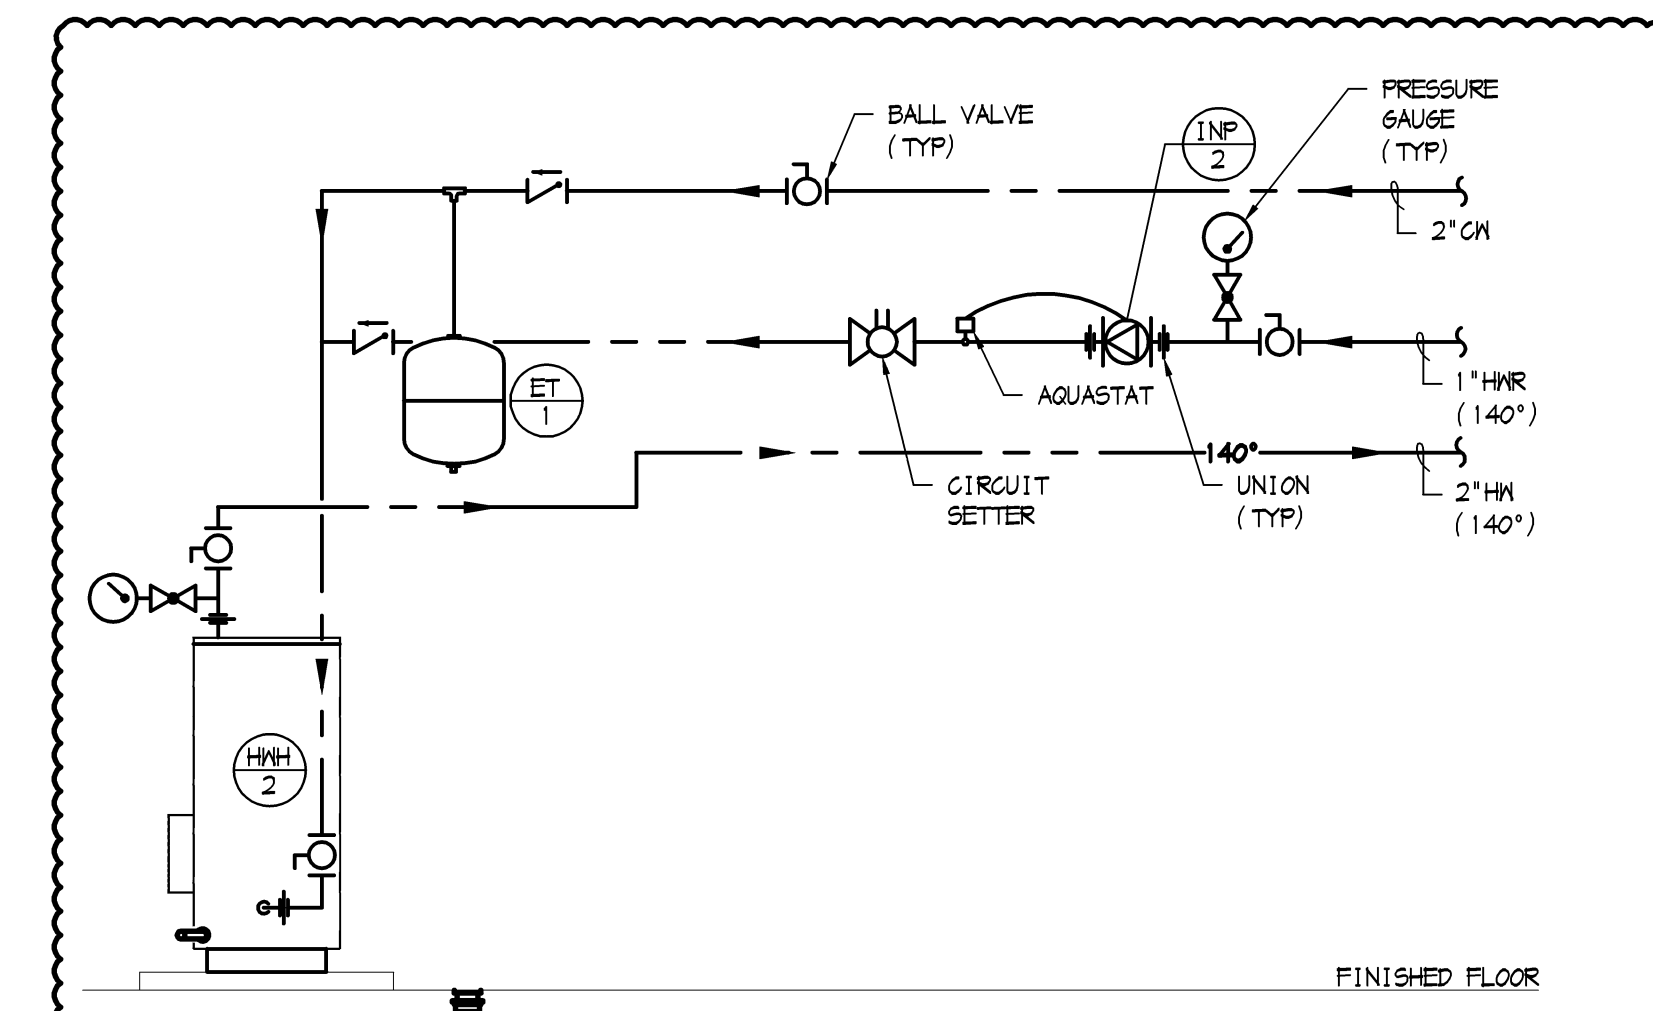 PRESSURE
GAUGE
(TYP)
BALL VALVE
(TYP)
INP
2
2"CW
1"HWR
(140°)
ET
1
AQUASTAT
140°
CIRCUIT
SETTER
UNION
(TYP)
2"HW
(140°)
HWH
2
FINISHED FLOOR